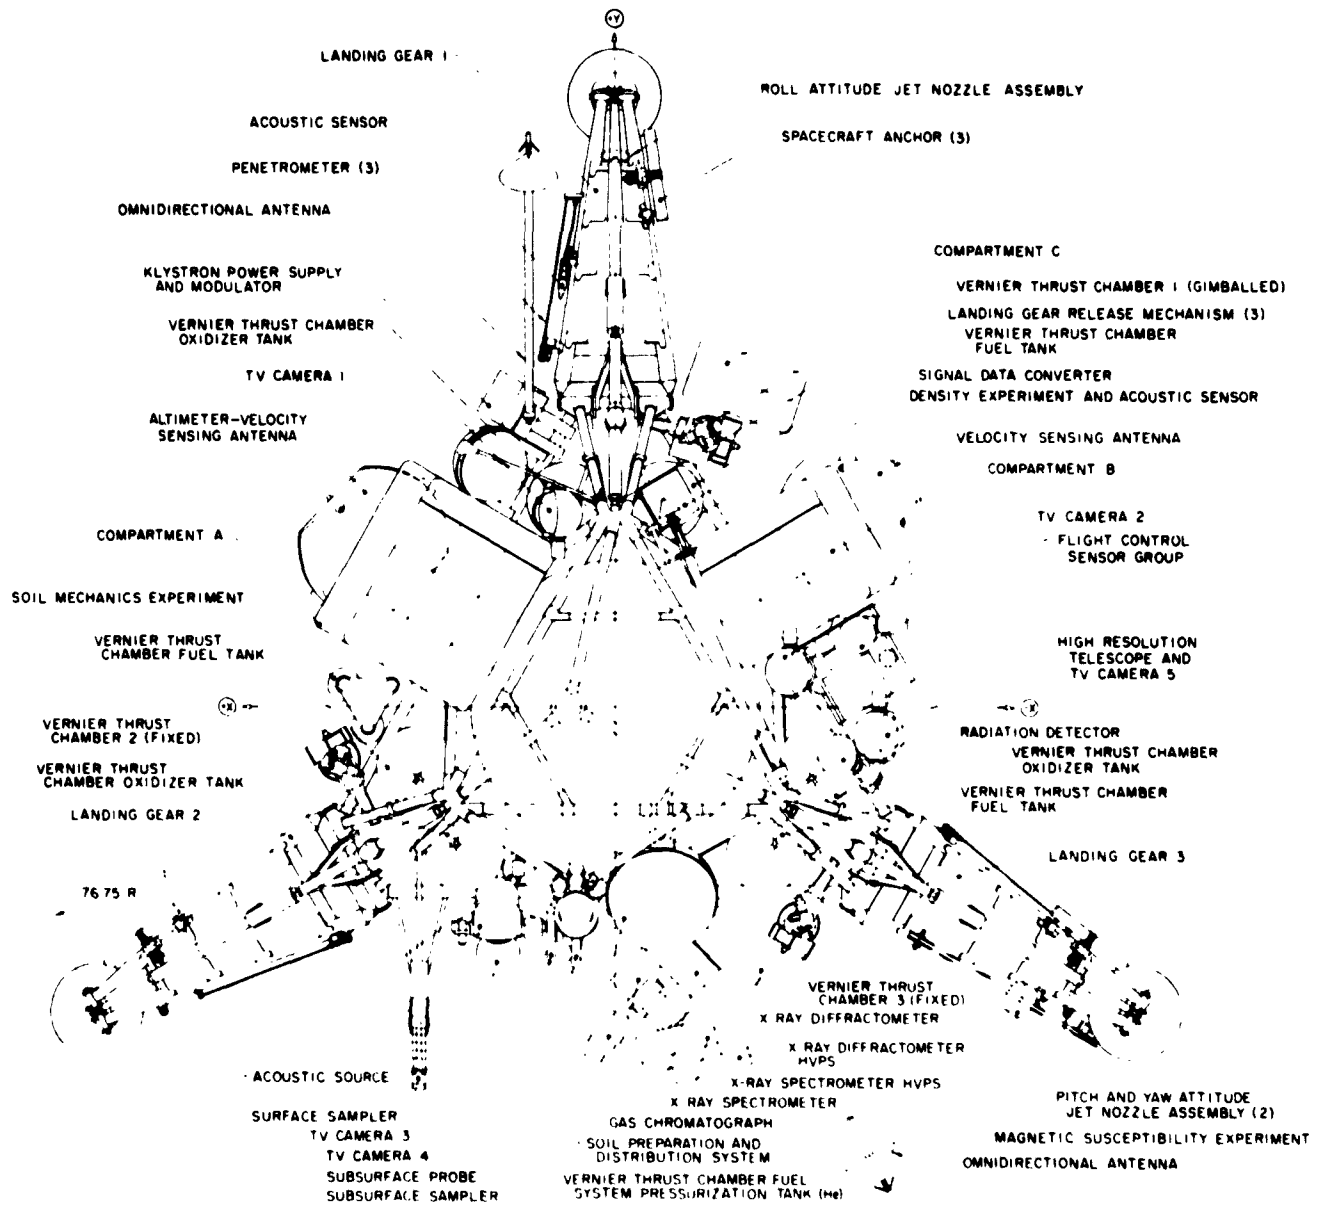 +Y
LANDING GEAR 1
ROLL ATTITUDE JET NOZZLE ASSEMBLY
ACOUSTIC SENSOR
SPACECRAFT ANCHOR (3)
PENETROMETER (3)
OMNIDIRECTIONAL ANTENNA
KLYSTRON POWER SUPPLY
AND MODULATOR
VERNIER THRUST CHAMBER
OXIDIZER TANK
TV CAMERA 1
ALTIMETER-VELOCITY
SENSING ANTENNA
COMPARTMENT A
SOIL MECHANICS EXPERIMENT
VERNIER THRUST
CHAMBER FUEL TANK
+X
VERNIER THRUST
CHAMBER 2 (FIXED)
VERNIER THRUST
CHAMBER OXIDIZER TANK
LANDING GEAR 2
7675 R
COMPARTMENT C
VERNIER THRUST CHAMBER 1 (GIMBALLED)
LANDING GEAR RELEASE MECHANISM (3)
VERNIER THRUST CHAMBER
FUEL TANK
SIGNAL DATA CONVERTER
DENSITY EXPERIMENT AND ACOUSTIC SENSOR
VELOCITY SENSING ANTENNA
COMPARTMENT B
TV CAMERA 2
FLIGHT CONTROL
SENSOR GROUP
HIGH RESOLUTION
TELESCOPE AND
TV CAMERA 5
-X
RADIATION DETECTOR
VERNIER THRUST CHAMBER
OXIDIZER TANK
VERNIER THRUST CHAMBER
FUEL TANK
LANDING GEAR 3
VERNIER THRUST
CHAMBER 3 (FIXED)
X RAY DIFFRACTOMETER
X RAY DIFFRACTOMETER
HVPS
X-RAY SPECTROMETER HVPS
X RAY SPECTROMETER
GAS CHROMATOGRAPH
SOIL PREPARATION AND
DISTRIBUTION SYSTEM
VERNIER THRUST CHAMBER FUEL
SYSTEM PRESSURIZATION TANK (He)
ACOUSTIC SOURCE
SURFACE SAMPLER
TV CAMERA 3
TV CAMERA 4
SUBSURFACE PROBE
SUBSURFACE SAMPLER
PITCH AND YAW ATTITUDE
JET NOZZLE ASSEMBLY (2)
MAGNETIC SUSCEPTIBILITY EXPERIMENT
OMNIDIRECTIONAL ANTENNA